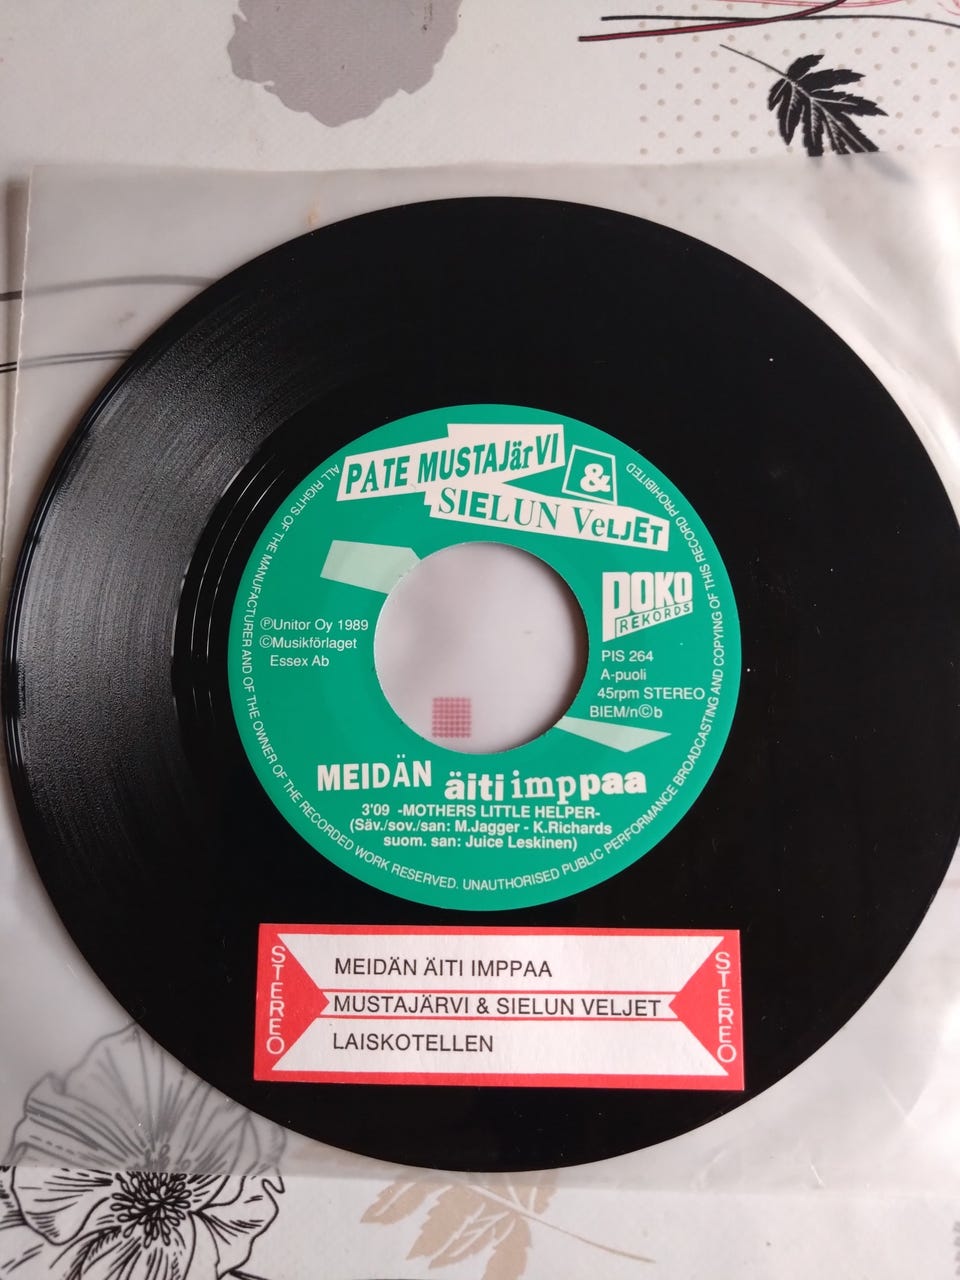 PATE MUSTAJärVI
&
SIELUN VeLJET
ALL RIGHTS OF THE MANUFACTURER AND OF THE OWNER OF THE RECORDED WORK RESERVED. UNAUTHORISED PUBLIC PERFORMANCE BROADCASTING AND COPYING OF THIS RECORD PROHIBITED
POKO
REKORDS
ⓅUnitor Oy 1989
©Musikförlaget
Essex Ab
PIS 264
A-puoli
45rpm STEREO
BIEM/n©b
MEIDÄN äiti imppaa
3'09 -MOTHERS LITTLE HELPER-
(Säv./sov./san: M.Jagger - K.Richards
suom. san: Juice Leskinen)
STEREO
MEIDÄN ÄITI IMPPAA
MUSTAJÄRVI & SIELUN VELJET
LAISKOTELLEN
STEREO